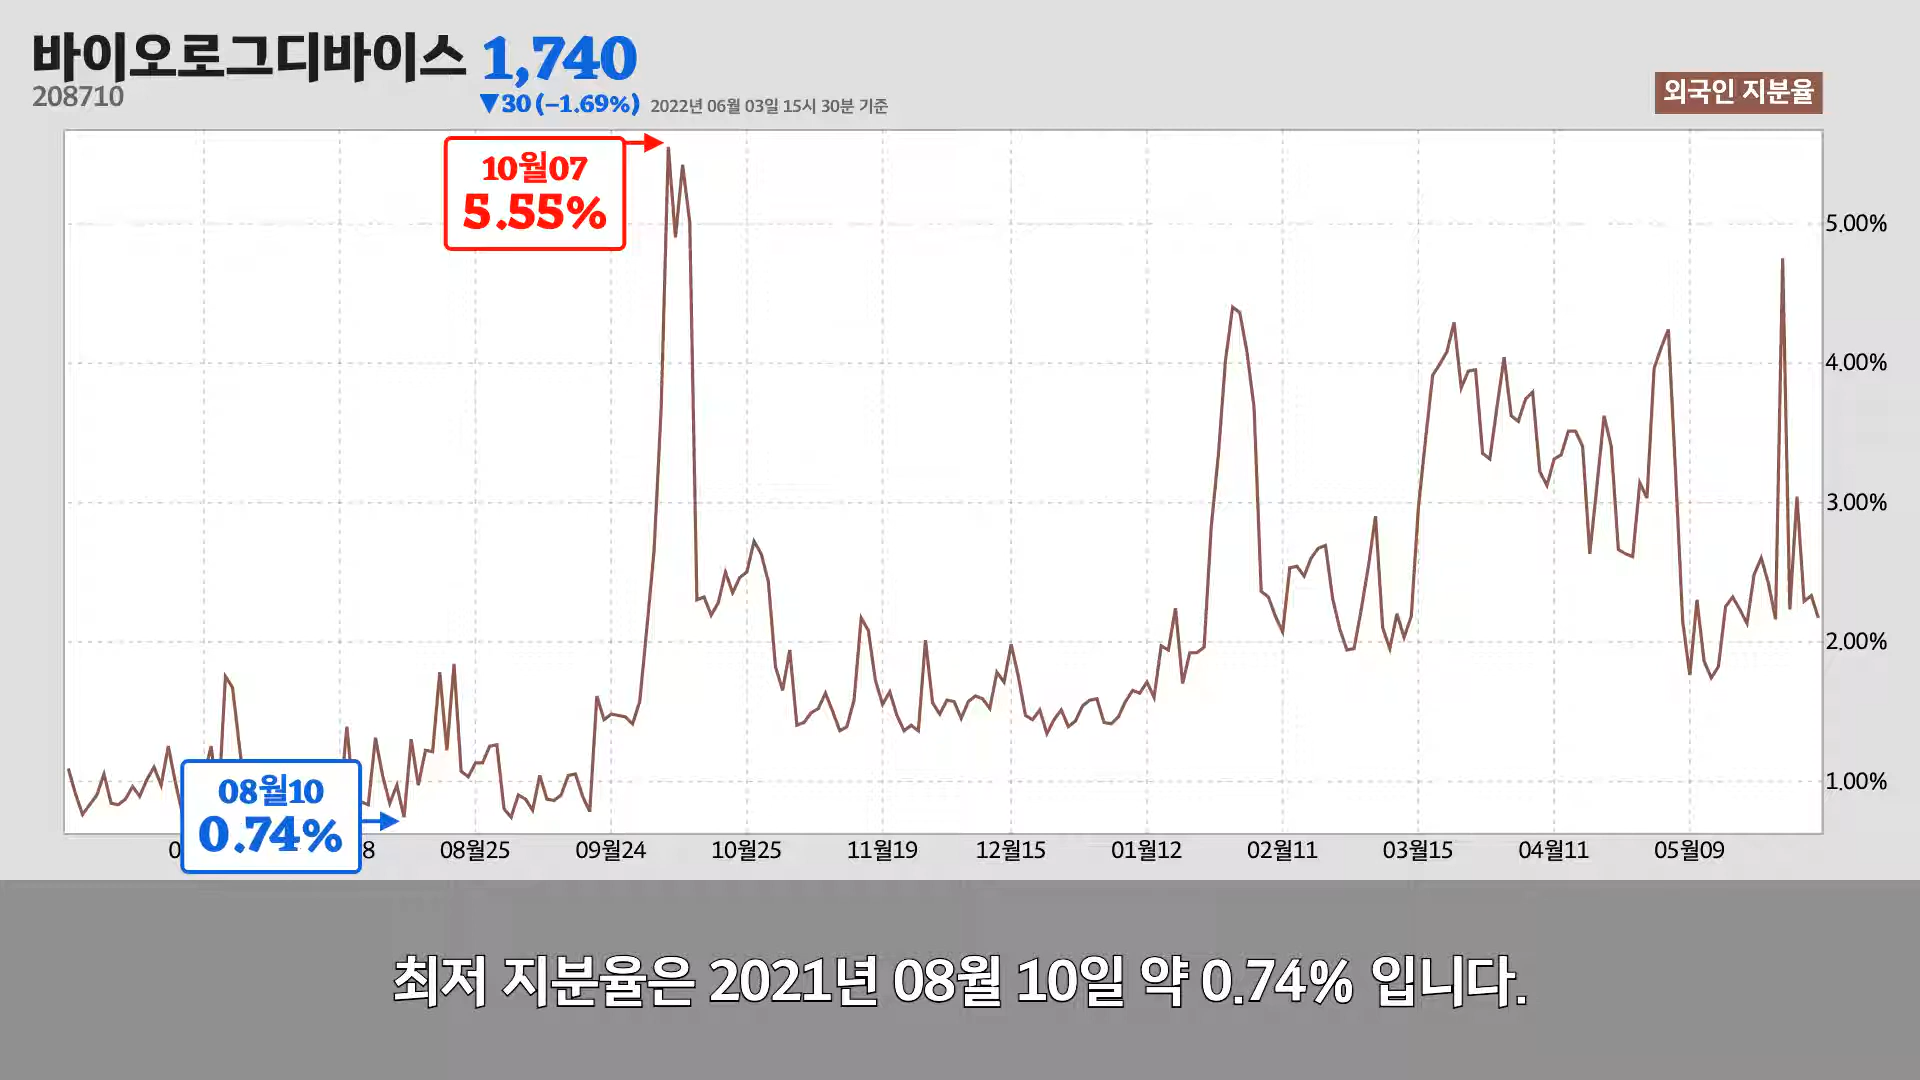 바이오로그디바이스 1,740
208710
▼30 (−1.69%) 2022년 06월 03일 15시 30분 기준
외국인 지분율
10월07
5.55%
5.00%
4.00%
3.00%
2.00%
1.00%
08월10
0.74%
08월25 09월24 10월25 11월19 12월15 01월12 02월11 03월15 04월11 05월09
최저 지분율은 2021년 08월 10일 약 0.74% 입니다.